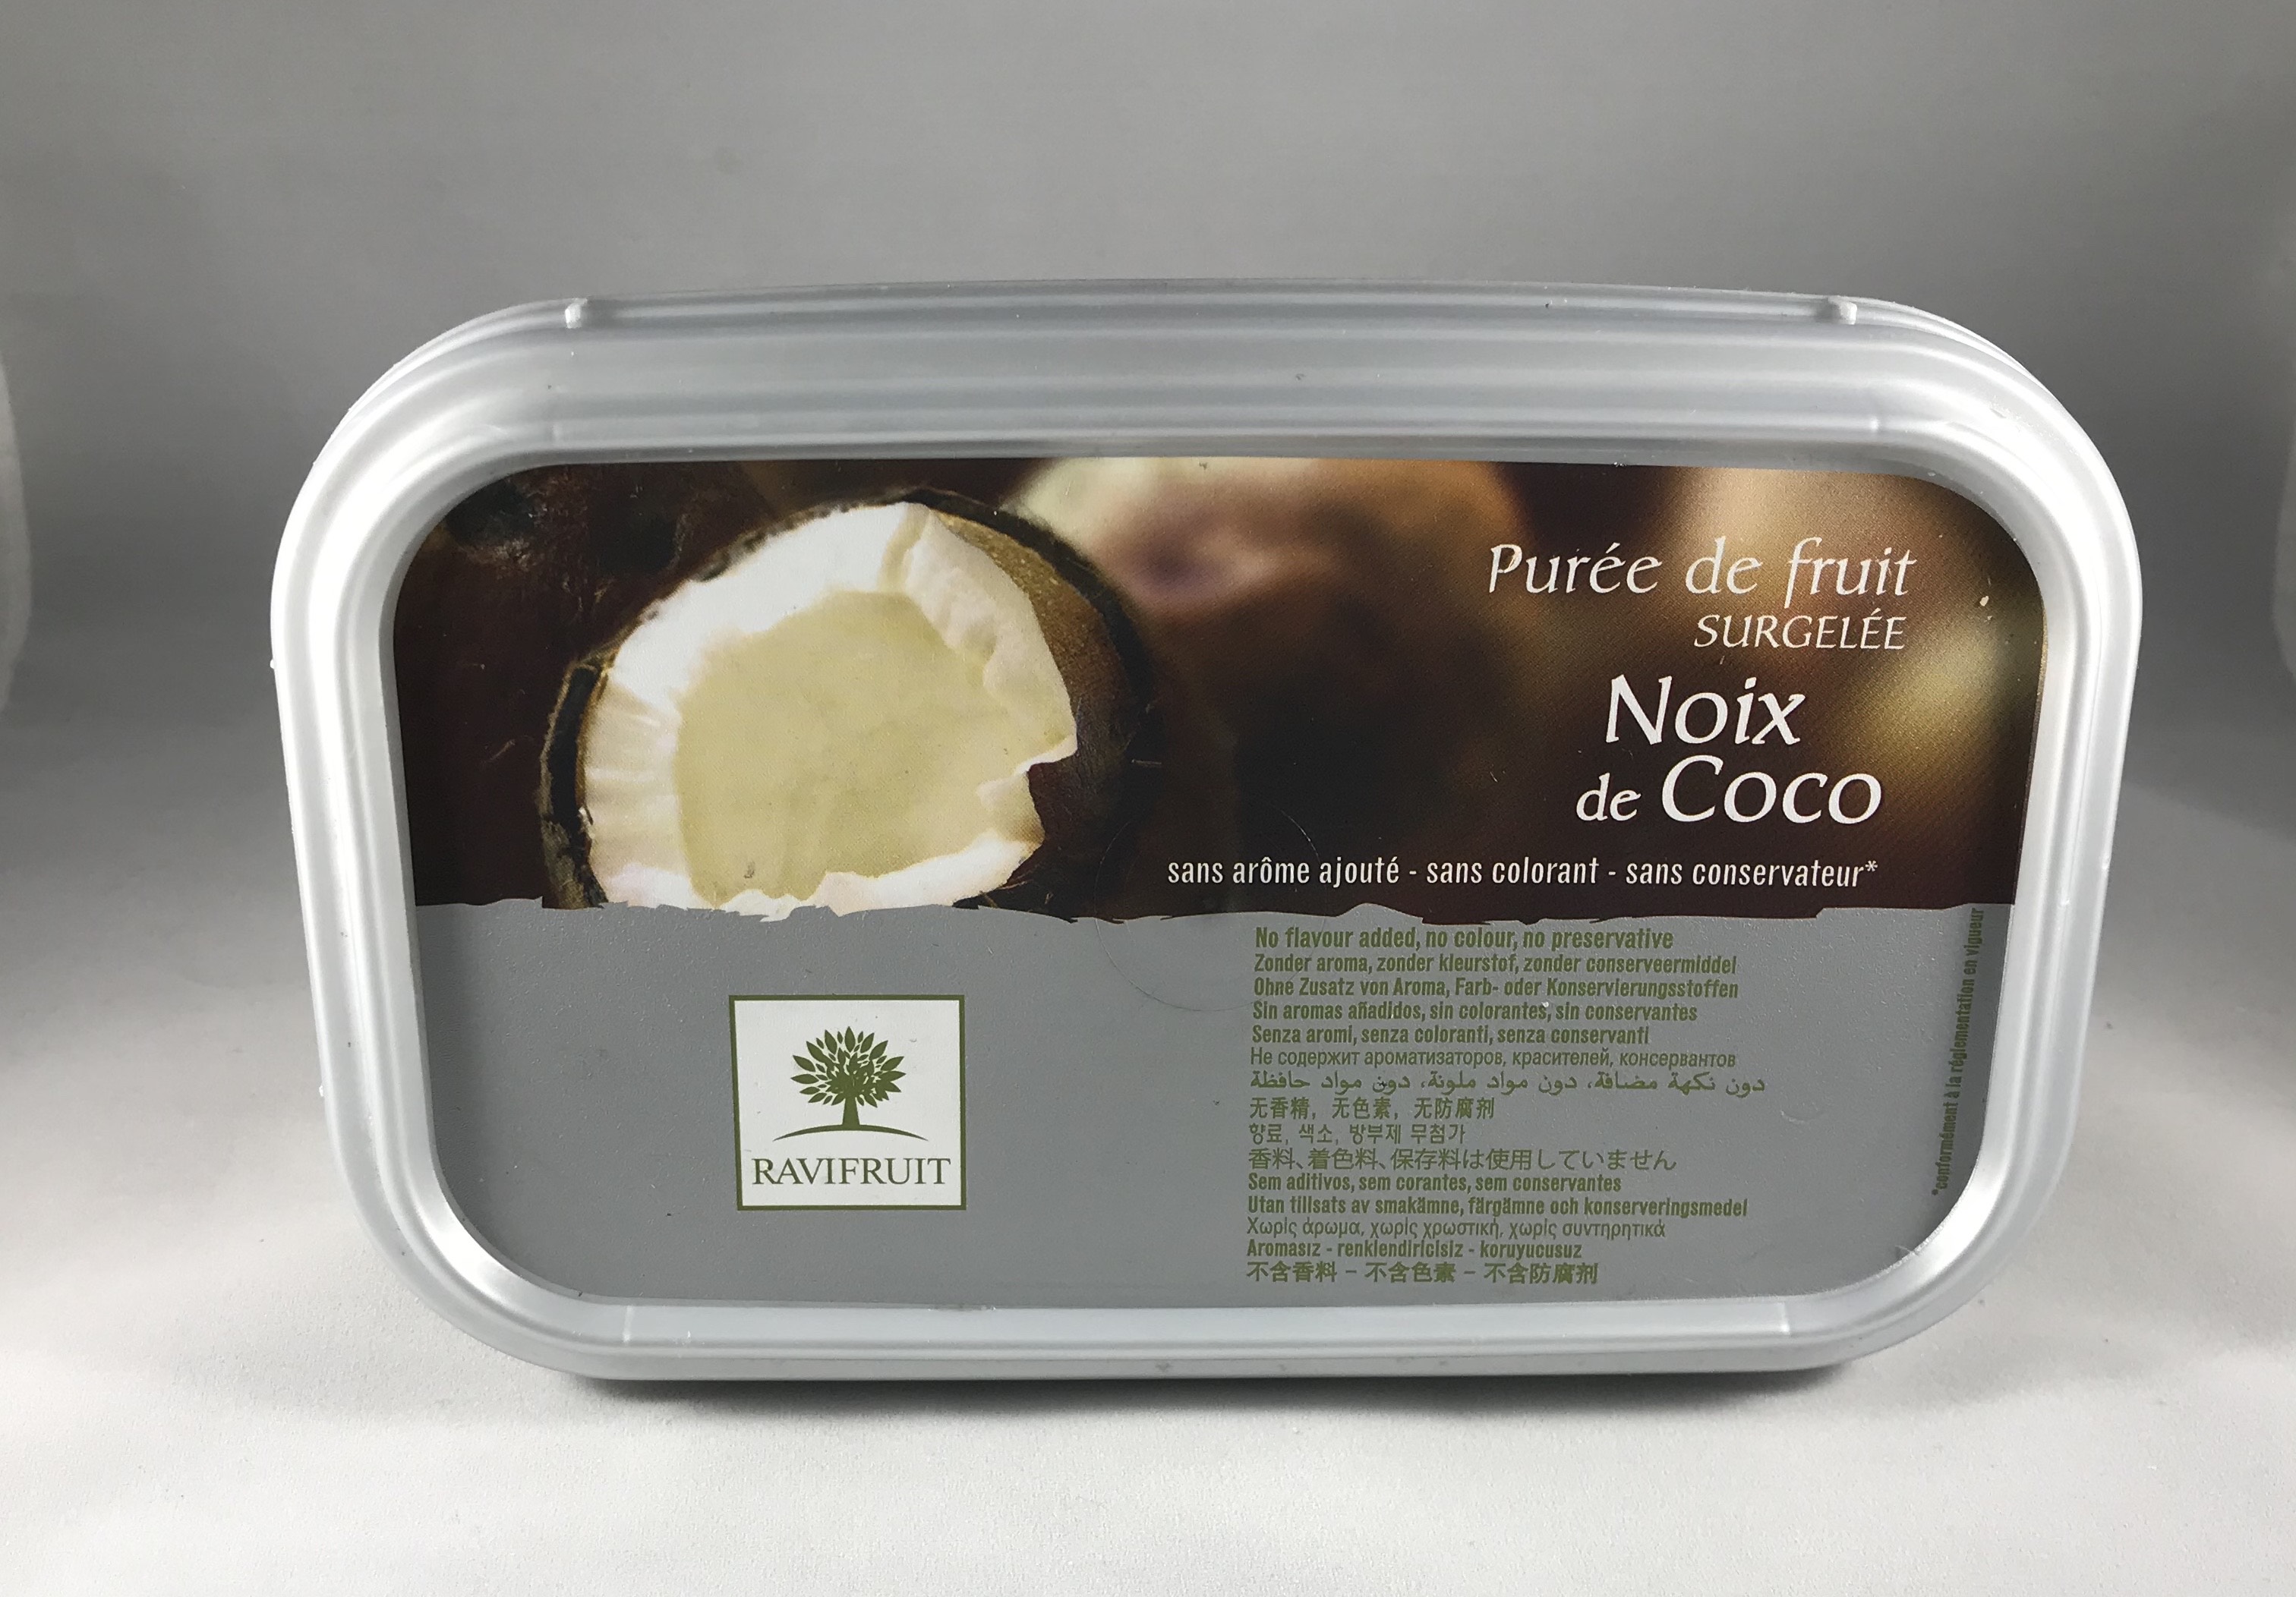 Purée de fruit
SURGELÉE
Noix
de Coco
sans arôme ajouté - sans colorant - sans conservateur*
No flavour added, no colour, no preservative
Zonder aroma, zonder kleurstof, zonder conserveermiddel
Ohne Zusatz von Aroma, Farb- oder Konservierungsstoffen
Sin aromas añadidos, sin colorantes, sin conservantes
Senza aromi, senza coloranti, senza conservanti
Не содержит ароматизаторов, красителей, консервантов
دون نكهة مضافة، دون مواد ملونة، دون مواد حافظة
无香精, 无色素, 无防腐剂
향료, 색소, 방부제 무첨가
香料、着色料、保存料は使用していません
Sem aditivos, sem corantes, sem conservantes
Utan tillsats av smakämne, färgämne och konserveringsmedel
Χωρίς άρωμα, χωρίς χρωστική, χωρίς συντηρητικά
Aromasız - renklendiricisiz - koruyucusuz
不含香料 - 不含色素 - 不含防腐剂
*conformément à la réglementation en vigueur
RAVIFRUIT